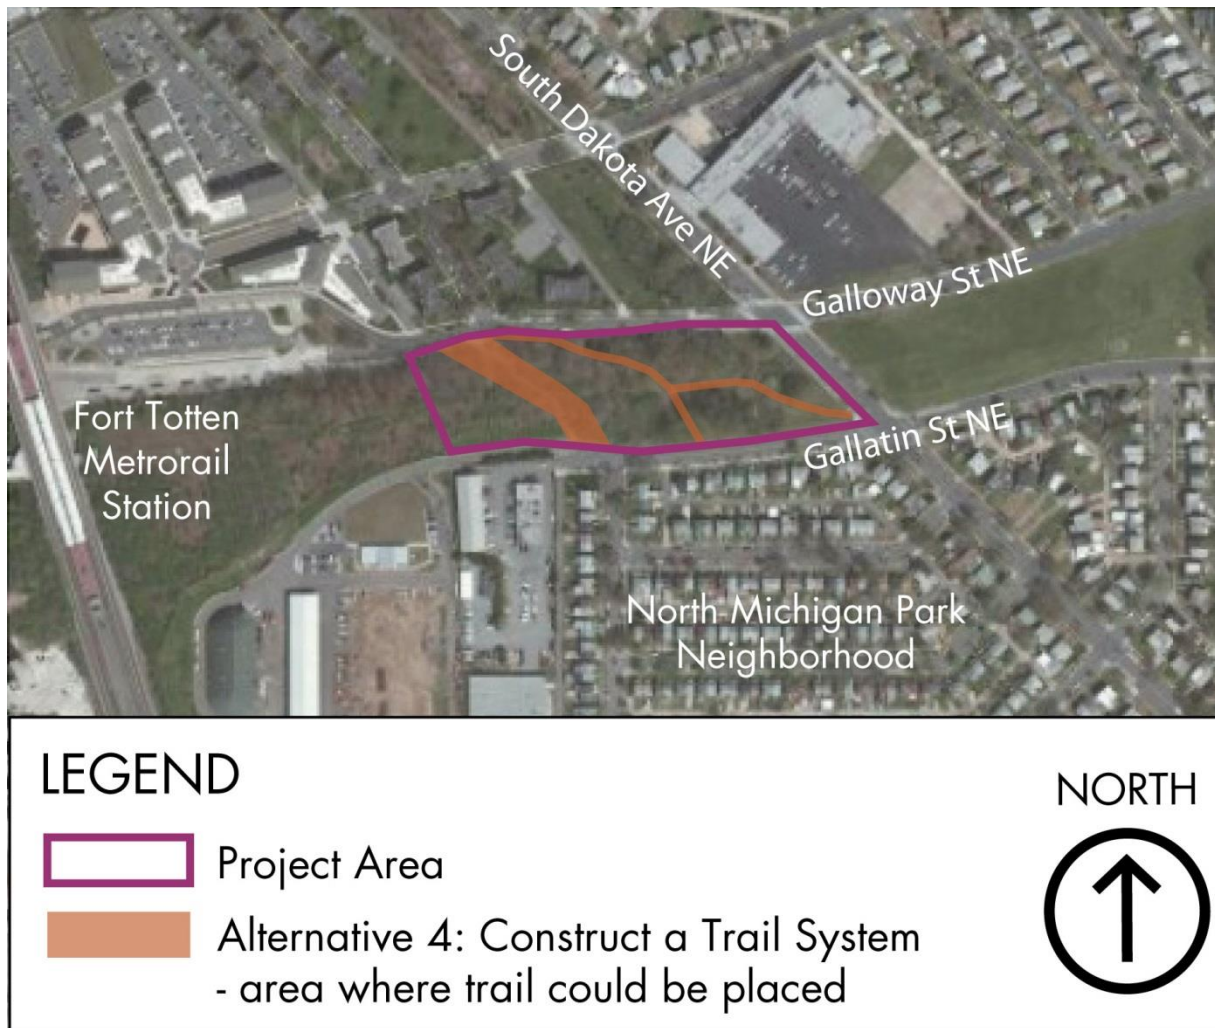 South Dakota Ave NE
Galloway St NE
Fort Totten
Metrorail
Station
Gallatin St NE
North Michigan Park
Neighborhood
LEGEND
NORTH
Project Area
Alternative 4: Construct a Trail System
- area where trail could be placed